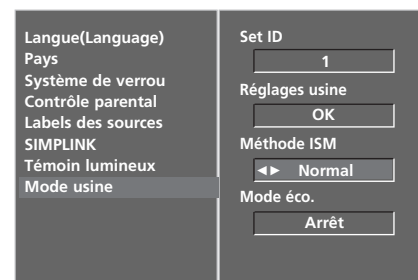 Langue(Language)
Pays
Système de verrou
Contrôle parental
Labels des sources
SIMPLINK
Témoin lumineux
Mode usine
Set ID
1
Réglages usine
OK
Méthode ISM
◄► Normal
Mode éco.
Arrêt